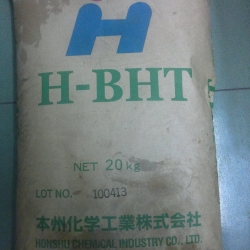 H
H-BHT
NET 20kg
LOT NO. 100413
本州化学工業株式会社
HONSHU CHEMICAL INDUSTRY CO., LTD.